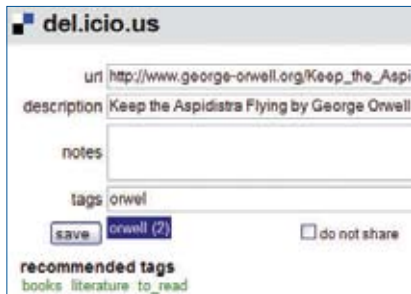 del.icio.us
url http://www.george-orwell.org/Keep_the_Aspi
description Keep the Aspidistra Flying by George Orwell
notes
tags orwel
save orwell (2) do not share
recommended tags
books literature to_read